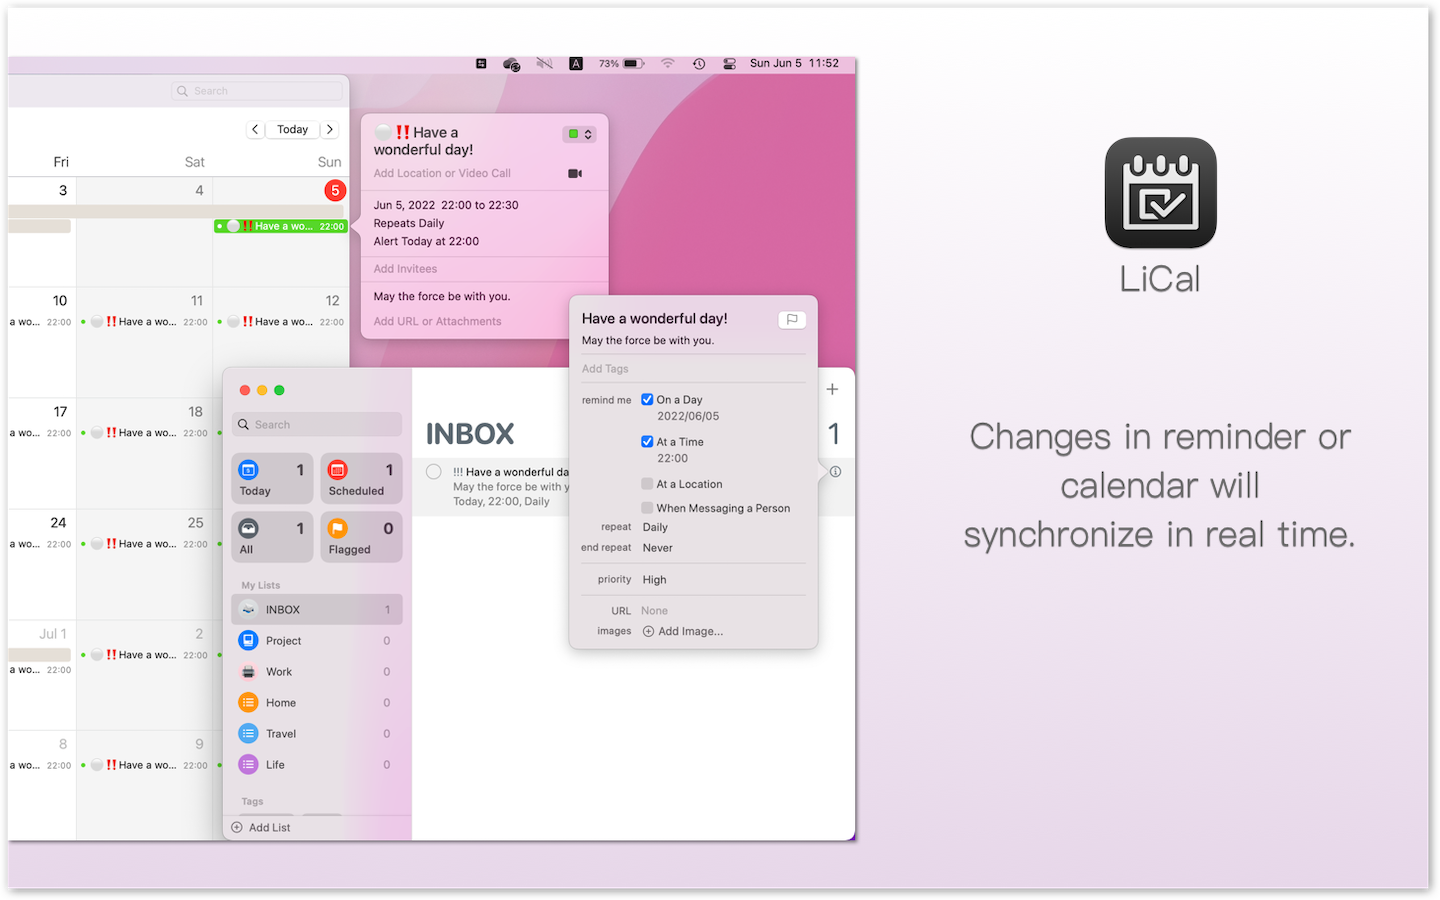 73%
Sun Jun 5 11:52
Search
Today
Fri Sat Sun
3 4 5
‼️Have a wo... 22:00
10 11 12
a wo... 22:00 ‼️Have a wo... 22:00 ‼️Have a wo... 22:00
17 18
a wo... 22:00 ‼️Have a wo... 22:00
24 25
a wo... 22:00 ‼️Have a wo... 22:00
Jul 1 2
a wo... 22:00 ‼️Have a wo... 22:00
8 9
a wo... 22:00 ‼️Have a wo... 22:00
‼️Have a
wonderful day!
Add Location or Video Call
Jun 5, 2022 22:00 to 22:30
Repeats Daily
Alert Today at 22:00
Add Invitees
May the force be with you.
Add URL or Attachments
Search
1 Today
1 Scheduled
1 All
0 Flagged
My Lists
INBOX 1
Project 0
Work 0
Home 0
Travel 0
Life 0
Tags
Add List
INBOX 1
!!! Have a wonderful da
May the force be with y
Today, 22:00, Daily
Have a wonderful day!
May the force be with you.
Add Tags
remind me On a Day
2022/06/05
At a Time
22:00
At a Location
When Messaging a Person
repeat Daily
end repeat Never
priority High
URL None
images Add Image...
LiCal
Changes in reminder or
calendar will
synchronize in real time.